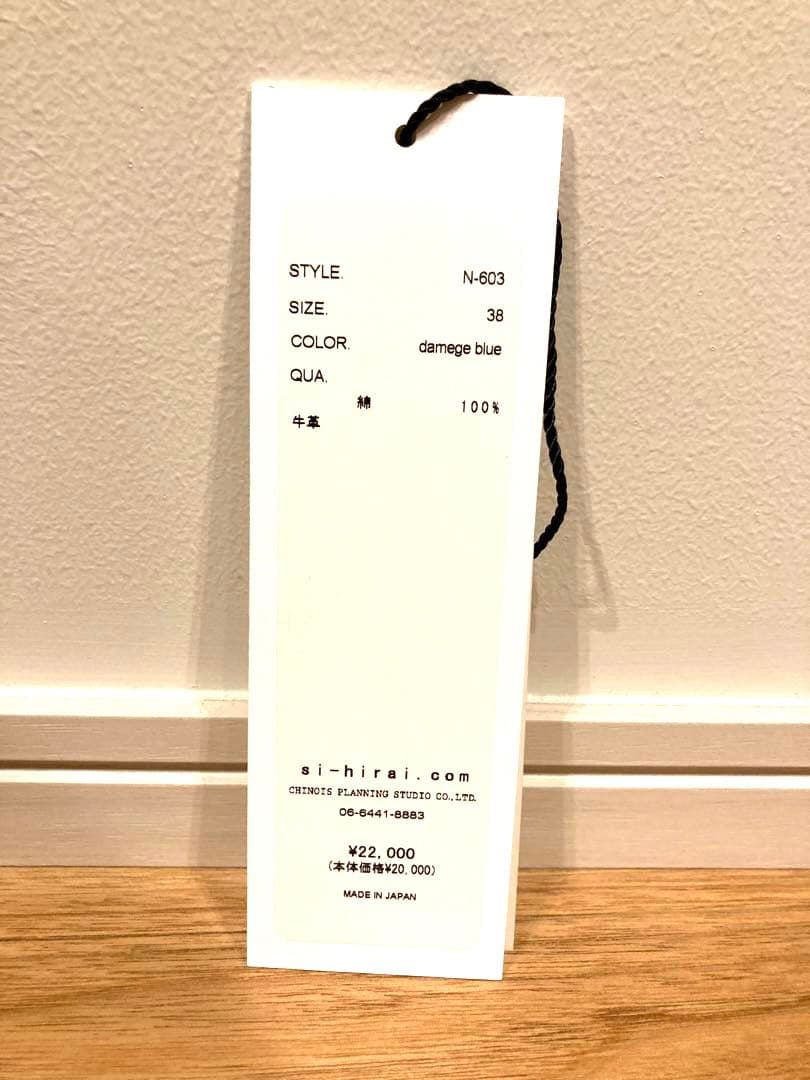 STYLE. N-603
SIZE. 38
COLOR. damege blue
QUA.
綿 100%
牛革
si-hirai.com
CHINOIS PLANNING STUDIO CO.,LTD.
06-6441-8883
¥22,000
(本体価格¥20,000)
MADE IN JAPAN